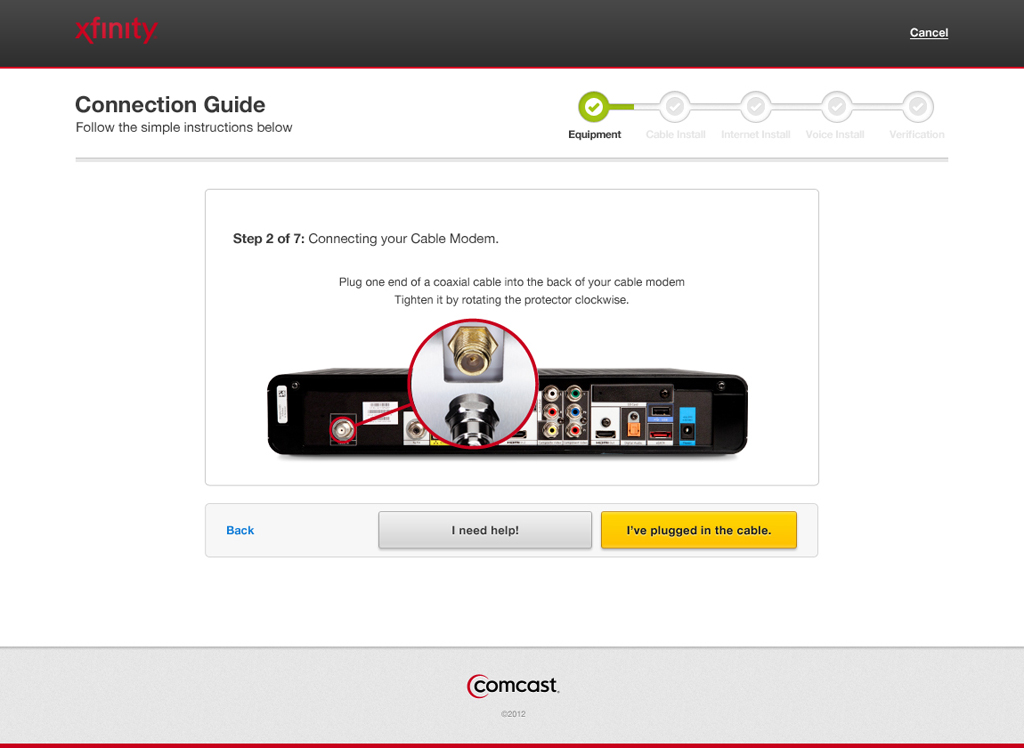 xfinity
Cancel
Connection Guide
Follow the simple instructions below
Equipment
Cable Install
Internet Install
Voice Install
Verification
Step 2 of 7: Connecting your Cable Modem.
Plug one end of a coaxial cable into the back of your cable modem
Tighten it by rotating the protector clockwise.
Back
I need help!
I've plugged in the cable.
comcast.
©2012